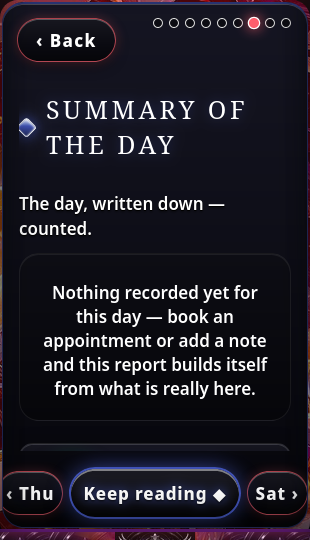 ‹ Back
SUMMARY OF
THE DAY
The day, written down —
counted.
Nothing recorded yet for
this day — book an
appointment or add a note
and this report builds itself
from what is really here.
‹ Thu
Keep reading ◆
Sat ›